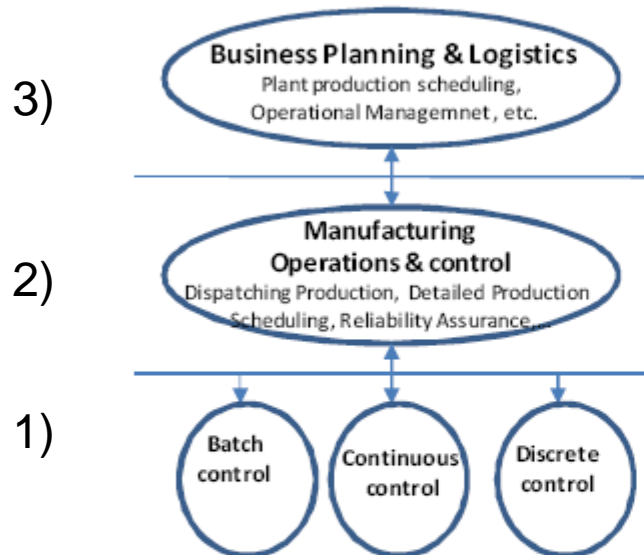 3)
Business Planning & Logistics
Plant production scheduling,
Operational Managemnet , etc.
2)
Manufacturing
Operations & control
Dispatching Production, Detailed Production
Scheduling, Reliability Assurance,...
1)
Batch
control
Continuous
control
Discrete
control